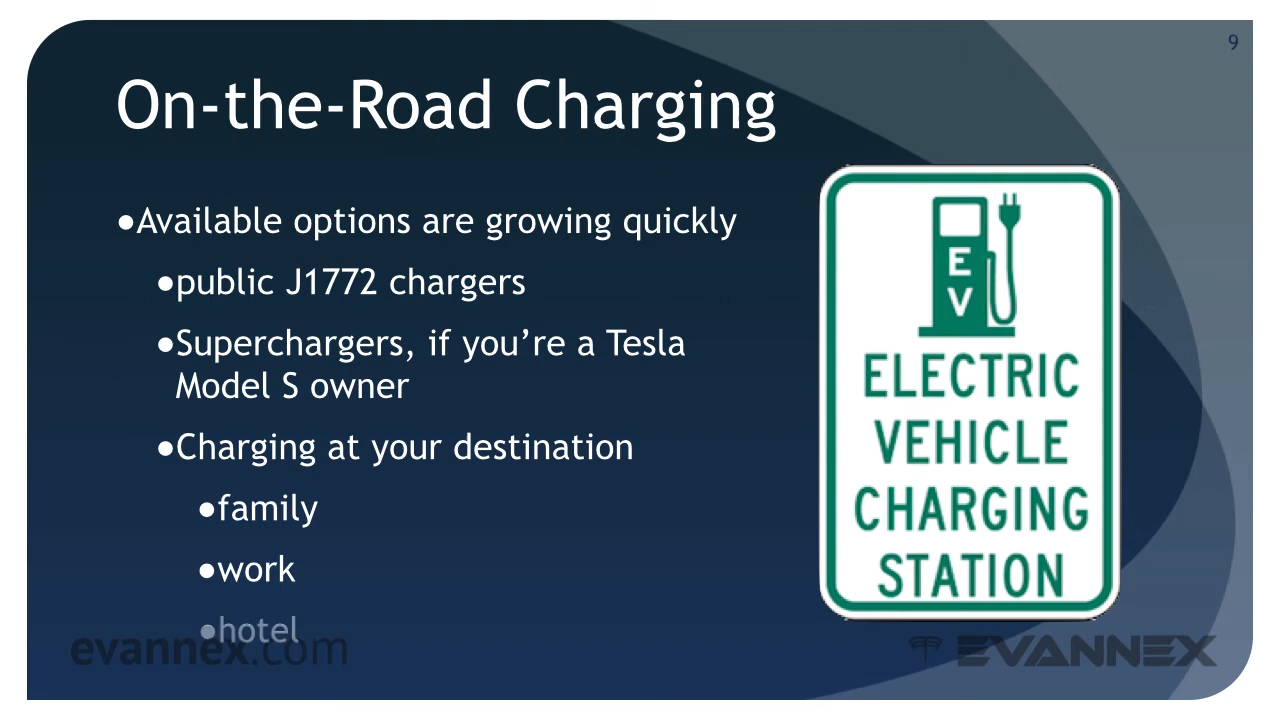 9
On-the-Road Charging
●Available options are growing quickly
●public J1772 chargers
●Superchargers, if you’re a Tesla
Model S owner
●Charging at your destination
●family
●work
●hotel
E
V
ELECTRIC
VEHICLE
CHARGING
STATION
evannex.com
EVANNEX